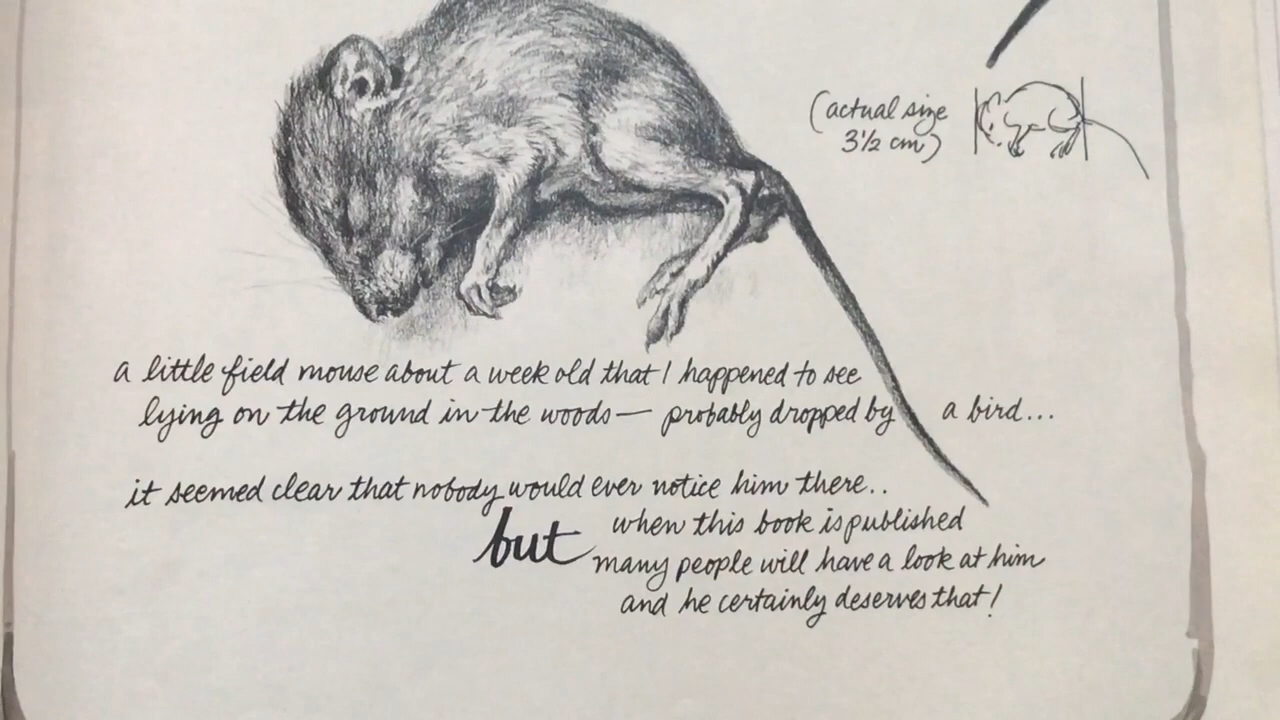 (actual size
3 1/2 cm)
a little field mouse about a week old that I happened to see
lying on the ground in the woods — probably dropped by a bird...
it seemed clear that nobody would ever notice him there..
but when this book is published
many people will have a look at him
and he certainly deserves that!